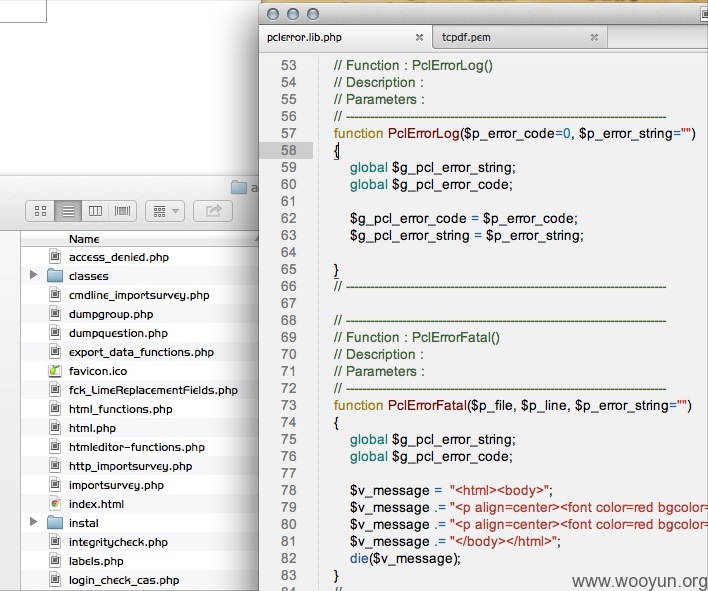 pclerror.lib.php
tcpdf.pem
53 // Function : PclErrorLog()
54 // Description :
55 // Parameters :
56 // --------------------------------------------------------------------------------
57 function PclErrorLog($p_error_code=0, $p_error_string="")
58 {
59 global $g_pcl_error_string;
60 global $g_pcl_error_code;
61
62 $g_pcl_error_code = $p_error_code;
63 $g_pcl_error_string = $p_error_string;
64
65 }
66 // --------------------------------------------------------------------------------
67
68 // --------------------------------------------------------------------------------
69 // Function : PclErrorFatal()
70 // Description :
71 // Parameters :
72 // --------------------------------------------------------------------------------
73 function PclErrorFatal($p_file, $p_line, $p_error_string="")
74 {
75 global $g_pcl_error_string;
76 global $g_pcl_error_code;
77
78 $v_message = "<html><body>";
79 $v_message .= "<p align=center><font color=red bgcolor=
80 $v_message .= "<p align=center><font color=red bgcolor=
81 $v_message .= "</body></html>";
82 die($v_message);
83 }
84 //
Name
access_denied.php
classes
cmdline_importsurvey.php
dumpgroup.php
dumpquestion.php
export_data_functions.php
favicon.ico
fck_LimeReplacementFields.php
html_functions.php
html.php
htmleditor-functions.php
http_importsurvey.php
importsurvey.php
index.html
instal
integritycheck.php
labels.php
login_check_cas.php
www.wooyun.org